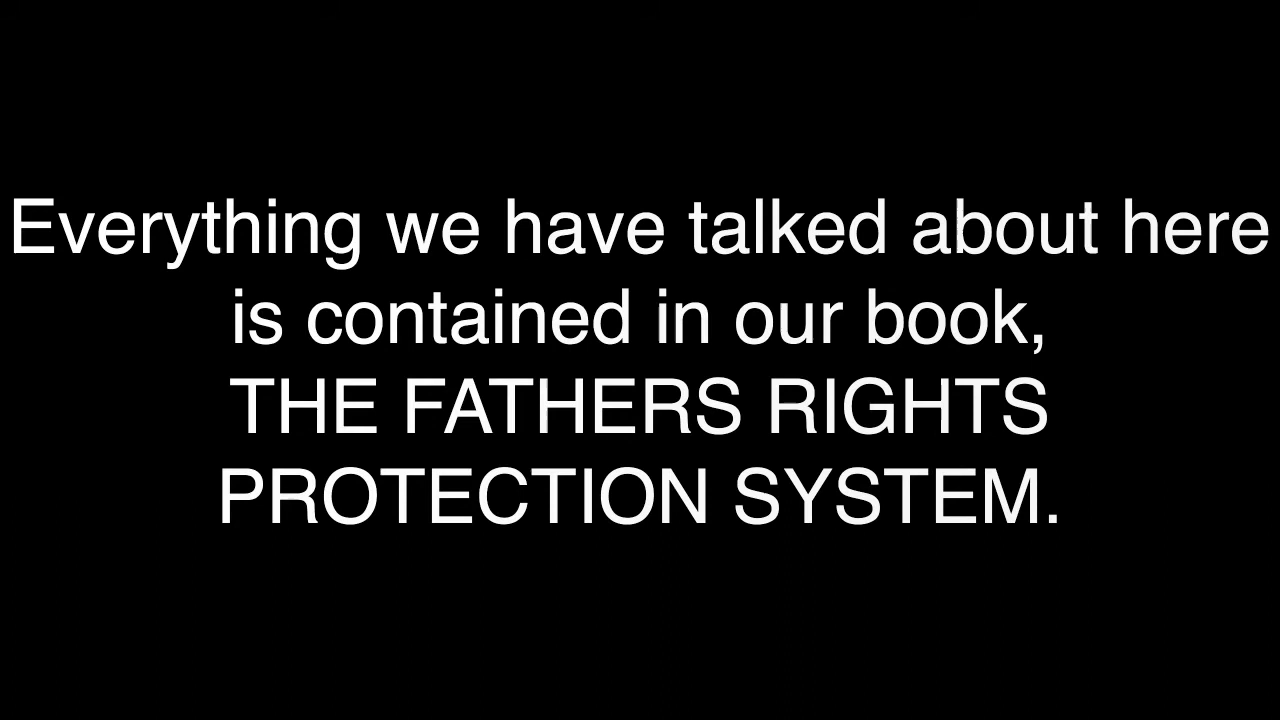 Everything we have talked about here
is contained in our book,
THE FATHERS RIGHTS
PROTECTION SYSTEM.